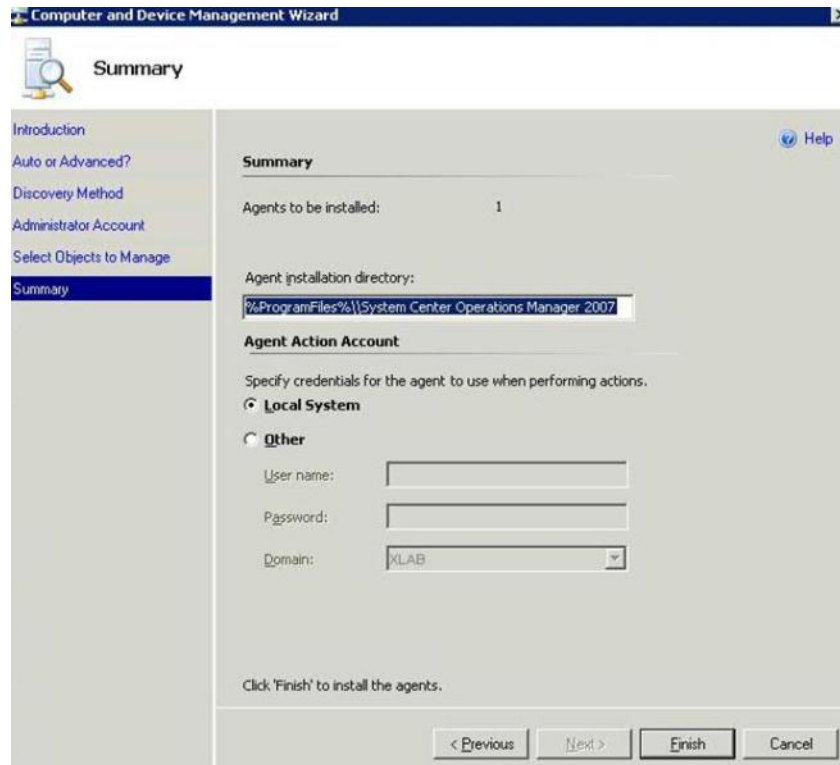 Computer and Device Management Wizard
Summary
Introduction
Auto or Advanced?
Discovery Method
Administrator Account
Select Objects to Manage
Summary
Help
Summary
Agents to be installed: 1
Agent installation directory:
%ProgramFiles%\\System Center Operations Manager 2007
Agent Action Account
Specify credentials for the agent to use when performing actions.
Local System
Other
User name:
Password:
Domain: XLAB
Click 'Finish' to install the agents.
< Previous Next > Finish Cancel